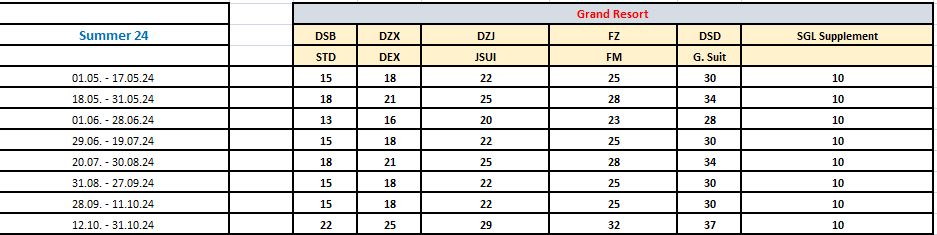 Grand Resort
Summer 24 DSB DZX DZJ FZ DSD SGL Supplement
STD DEX JSUI FM G. Suit
01.05. - 17.05.24 15 18 22 25 30 10
18.05. - 31.05.24 18 21 25 28 34 10
01.06. - 28.06.24 13 16 20 23 28 10
29.06. - 19.07.24 15 18 22 25 30 10
20.07. - 30.08.24 18 21 25 28 34 10
31.08. - 27.09.24 15 18 22 25 30 10
28.09. - 11.10.24 15 18 22 25 30 10
12.10. - 31.10.24 22 25 29 32 37 10